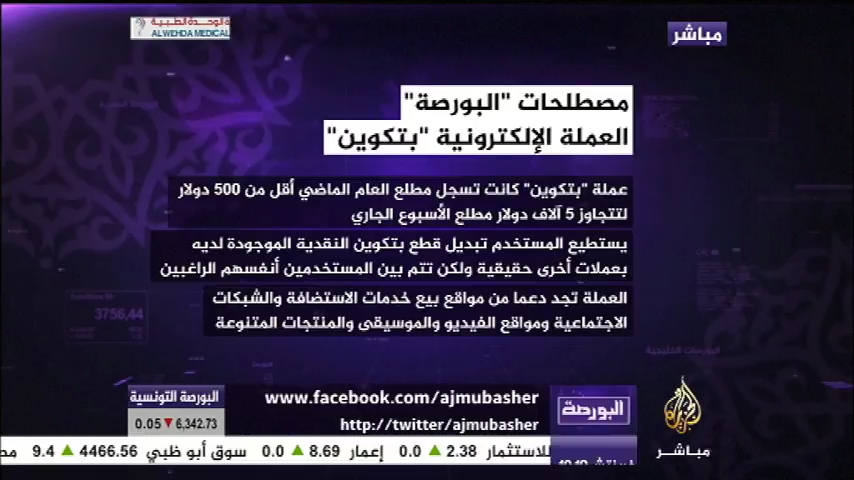 الوحدة الطبية
ALWEHDA MEDICAL
مباشر
مصطلحات "البورصة"
العملة الإلكترونية "بتكوين"
عملة "بتكوين" كانت تسجل مطلع العام الماضي أقل من 500 دولار
لتتجاوز 5 آلاف دولار مطلع الأسبوع الجاري
يستطيع المستخدم تبديل قطع بتكوين النقدية الموجودة لديه
بعملات أخرى حقيقية ولكن تتم بين المستخدمين أنفسهم الراغبين
العملة تجد دعما من مواقع بيع خدمات الاستضافة والشبكات
الاجتماعية ومواقع الفيديو والموسيقى والمنتجات المتنوعة
3756,44
البورصات الخليجية
البورصة التونسية
0.05 ▼ 6,342.73
www.facebook.com/ajmubasher
http://twitter/ajmubasher
البورصة
الجزيرة
مباشر
للاستثمار 2.38 ▲ 0.0 إعمار 8.69 ▲ 0.0 سوق أبو ظبي 4466.56 ▲ 9.4